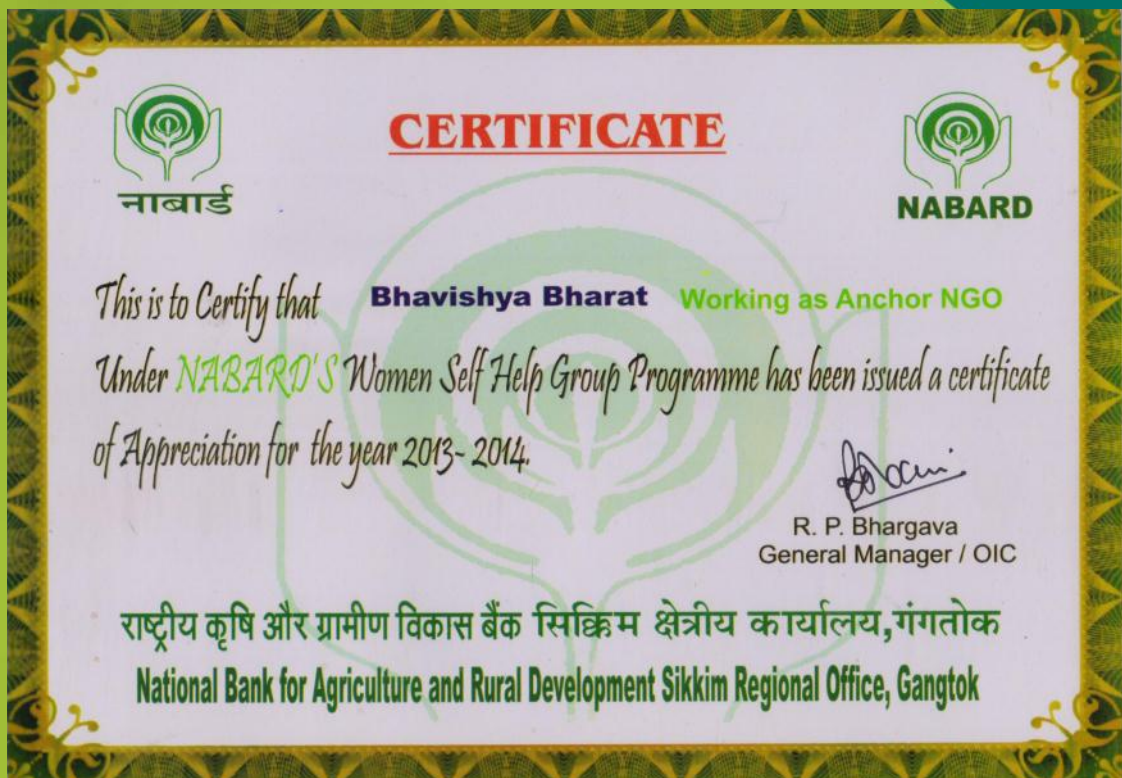 CERTIFICATE
नाबार्ड
NABARD
This is to Certify that Bhavishya Bharat Working as Anchor NGO
Under NABARD'S Women Self Help Group Programme has been issued a certificate
of Appreciation for the year 2013-2014.
R. P. Bhargava
General Manager / OIC
राष्ट्रीय कृषि और ग्रामीण विकास बैंक सिक्किम क्षेत्रीय कार्यालय,गंगतोक
National Bank for Agriculture and Rural Development Sikkim Regional Office, Gangtok